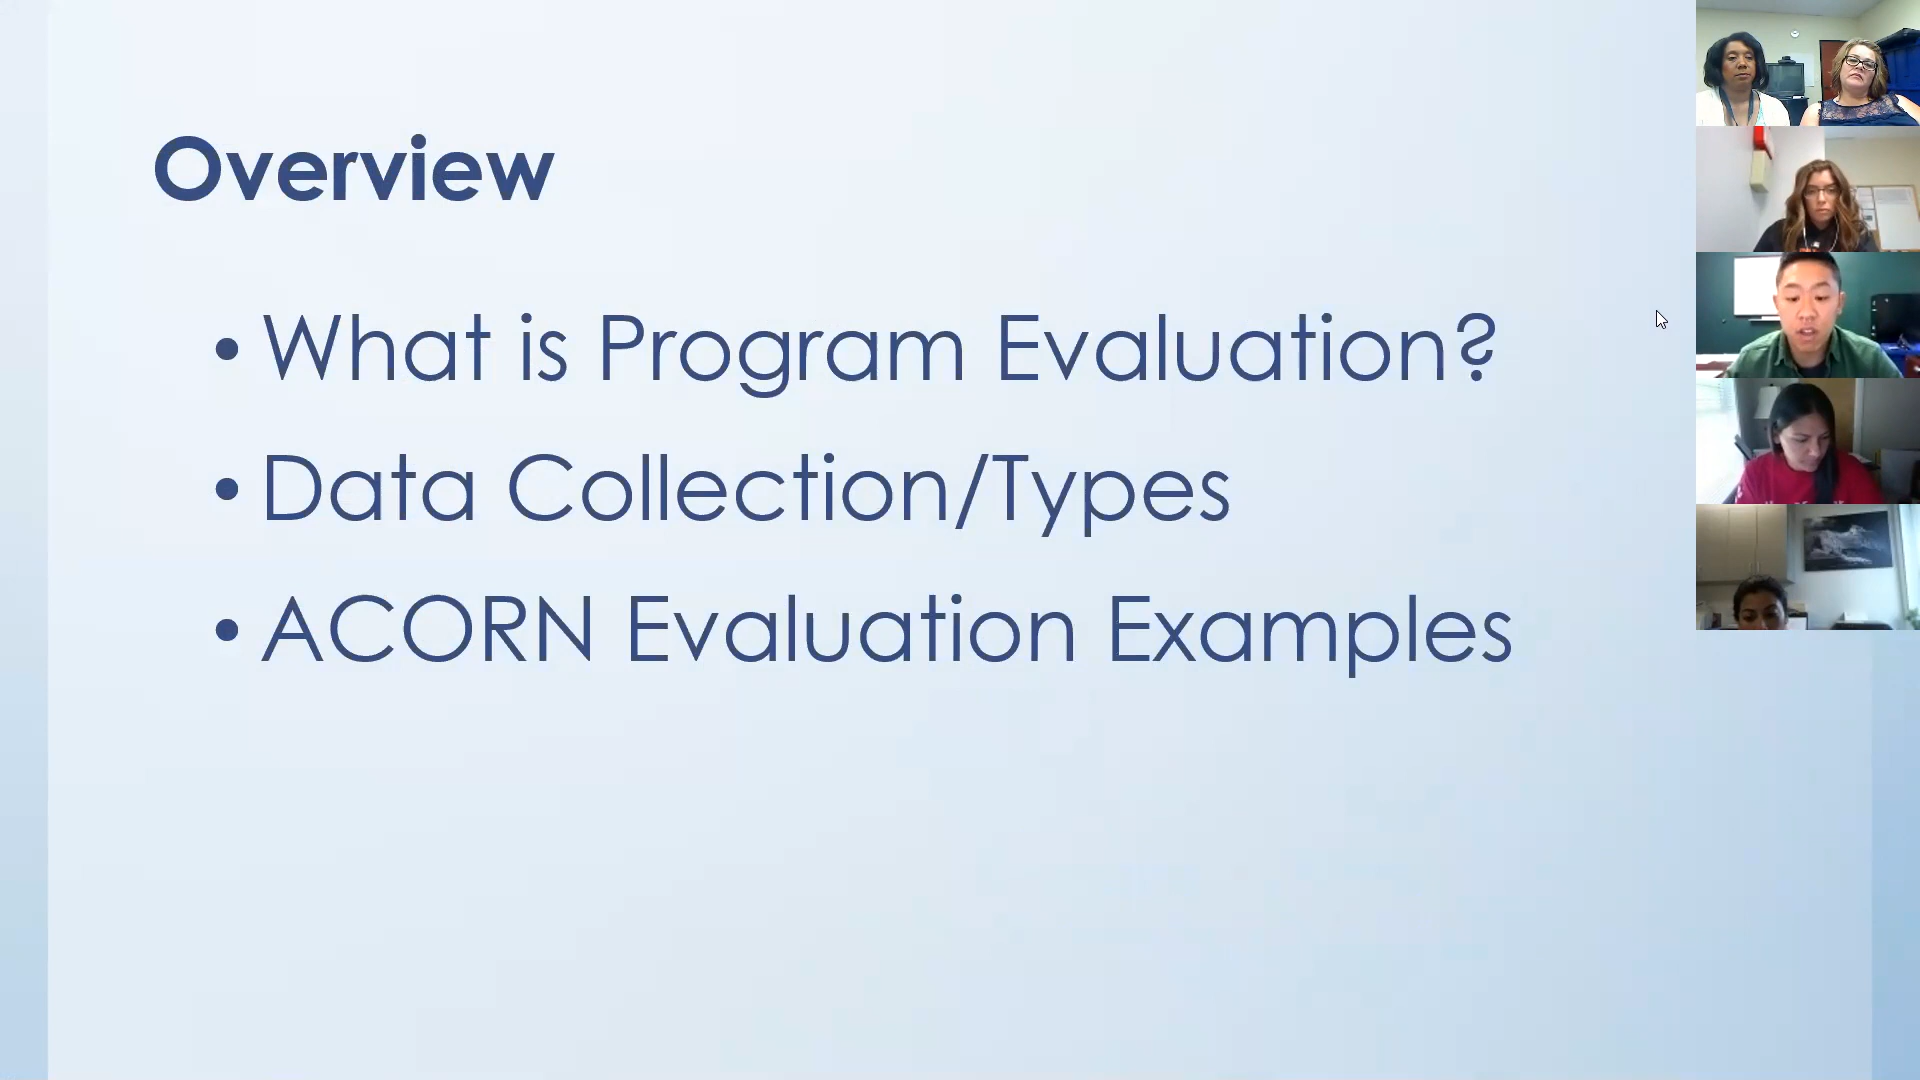 Overview
• What is Program Evaluation?
• Data Collection/Types
• ACORN Evaluation Examples